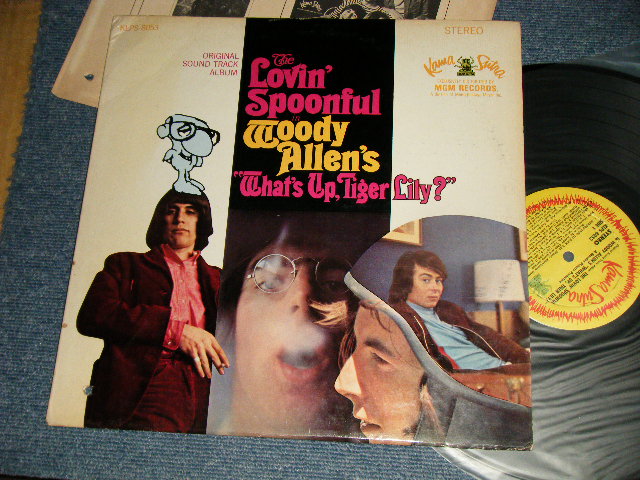 KLPS-8053
STEREO
ORIGINAL
SOUND TRACK
ALBUM
The
Lovin'
Spoonful
in
Woody
Allen's
"What's Up, Tiger Lily?"
Kama Sutra
MGM RECORDS
Kama Sutra